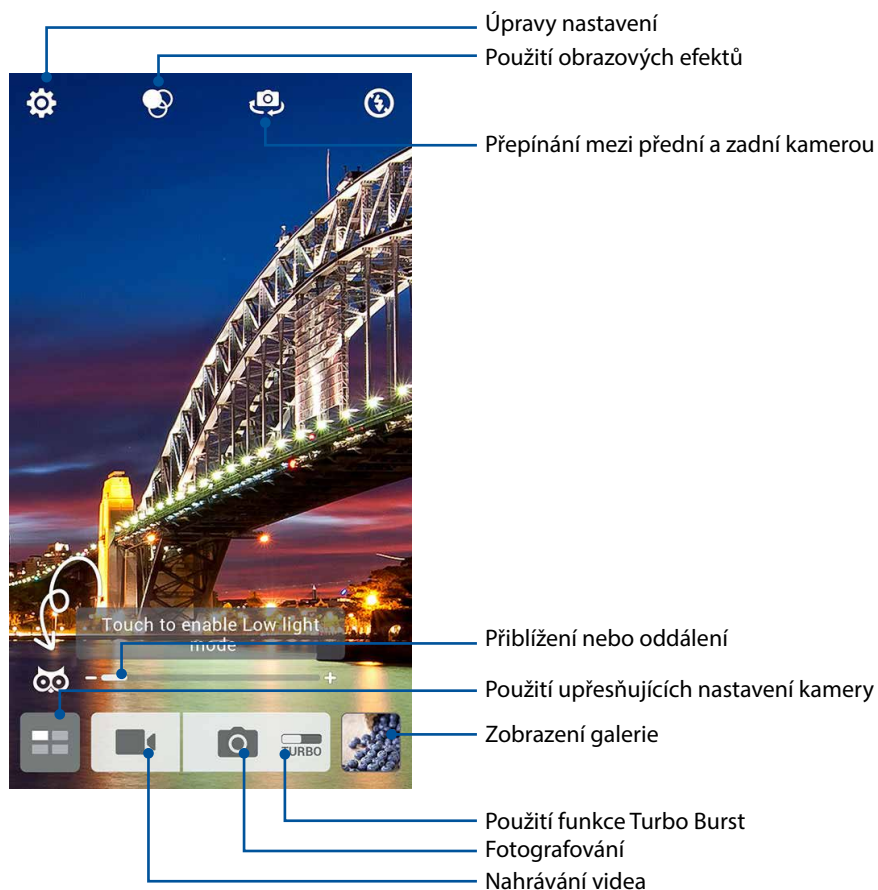 Úpravy nastavení
Použití obrazových efektů
Přepínání mezi přední a zadní kamerou
Touch to enable Low light
mode
Přiblížení nebo oddálení
Použití upřesňujících nastavení kamery
Zobrazení galerie
TURBO
Použití funkce Turbo Burst
Fotografování
Nahrávání videa